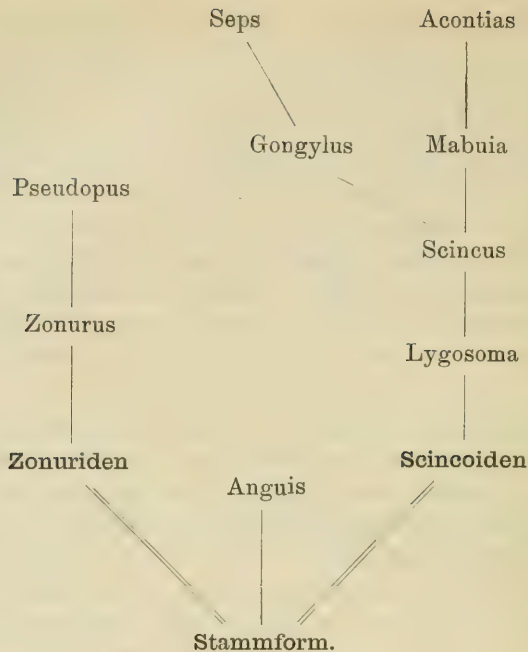 Seps Acontias
Gongylus Mabuia
Pseudopus
Scincus
Zonurus
Lygosoma
Zonuriden Scincoiden
Anguis
Stammform.